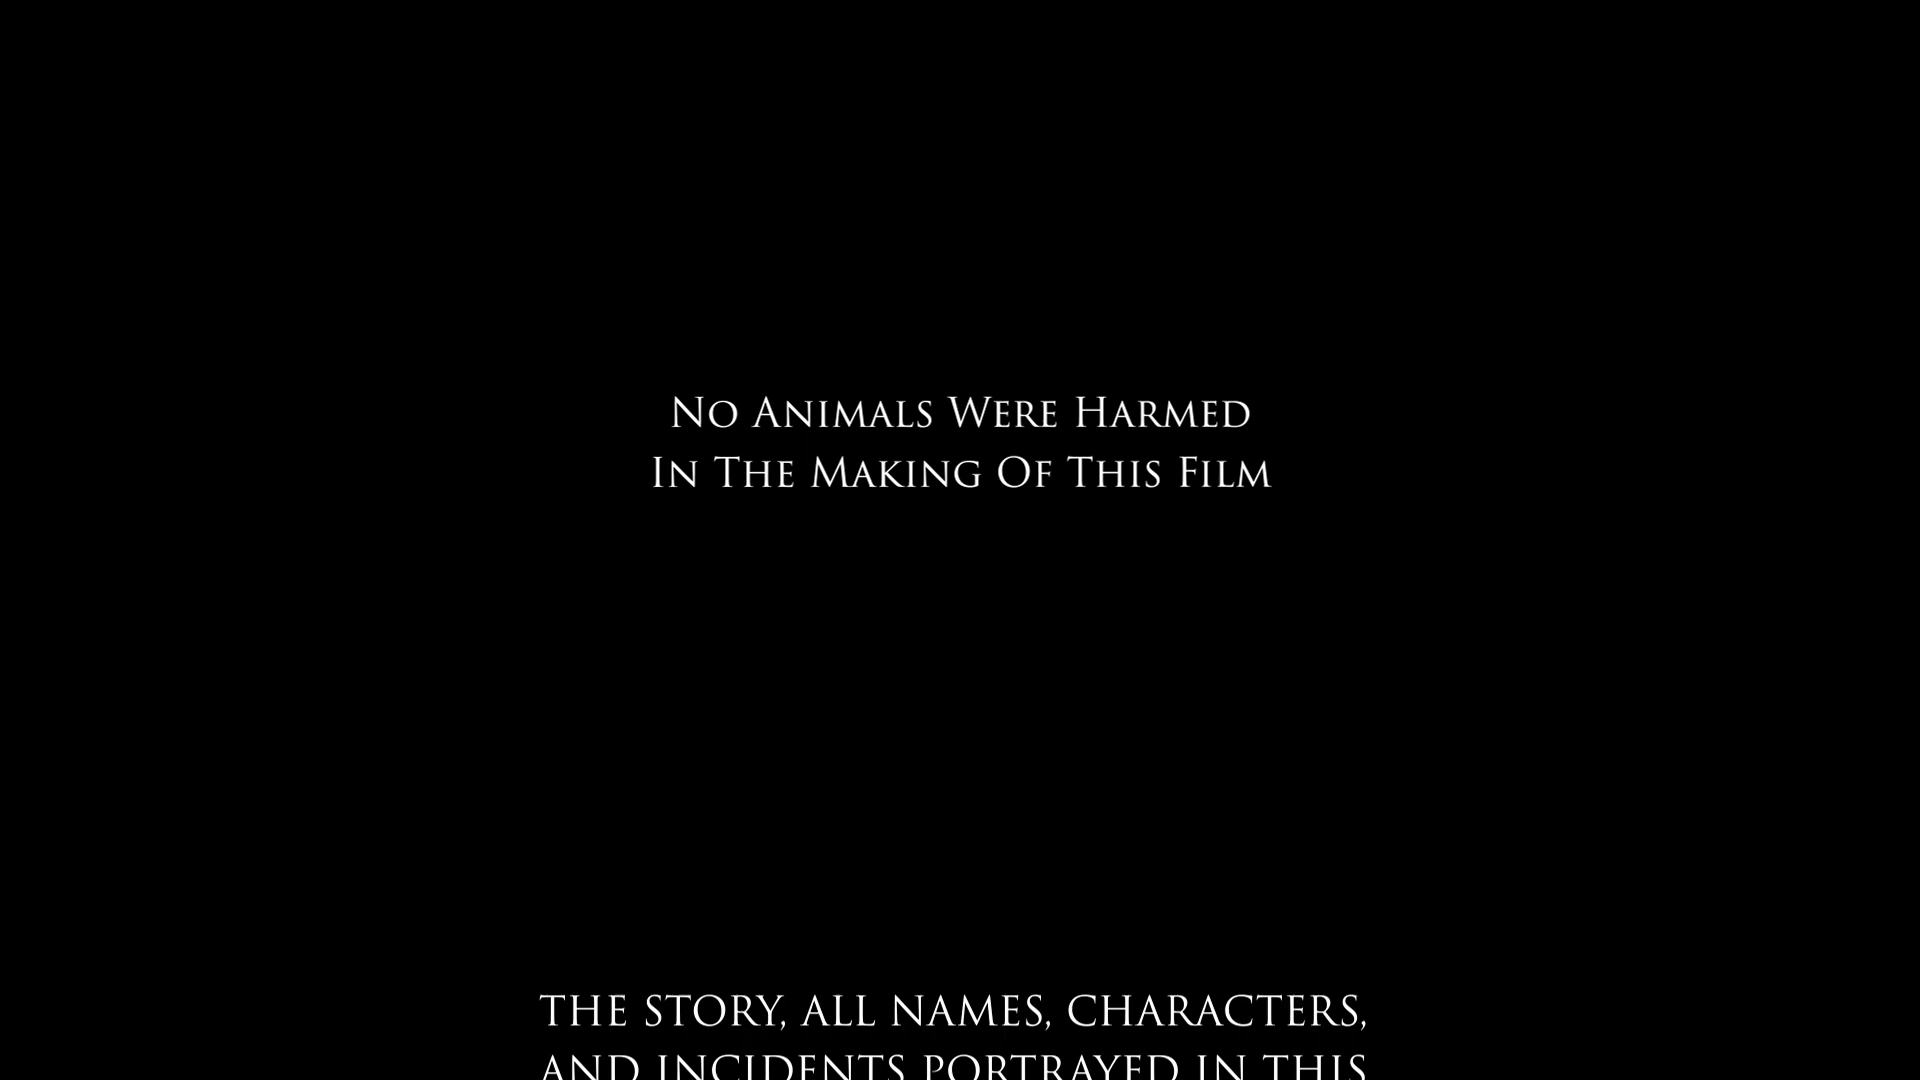 No Animals Were Harmed
In The Making Of This Film
THE STORY, ALL NAMES, CHARACTERS,
AND INCIDENTS PORTRAYED IN THIS